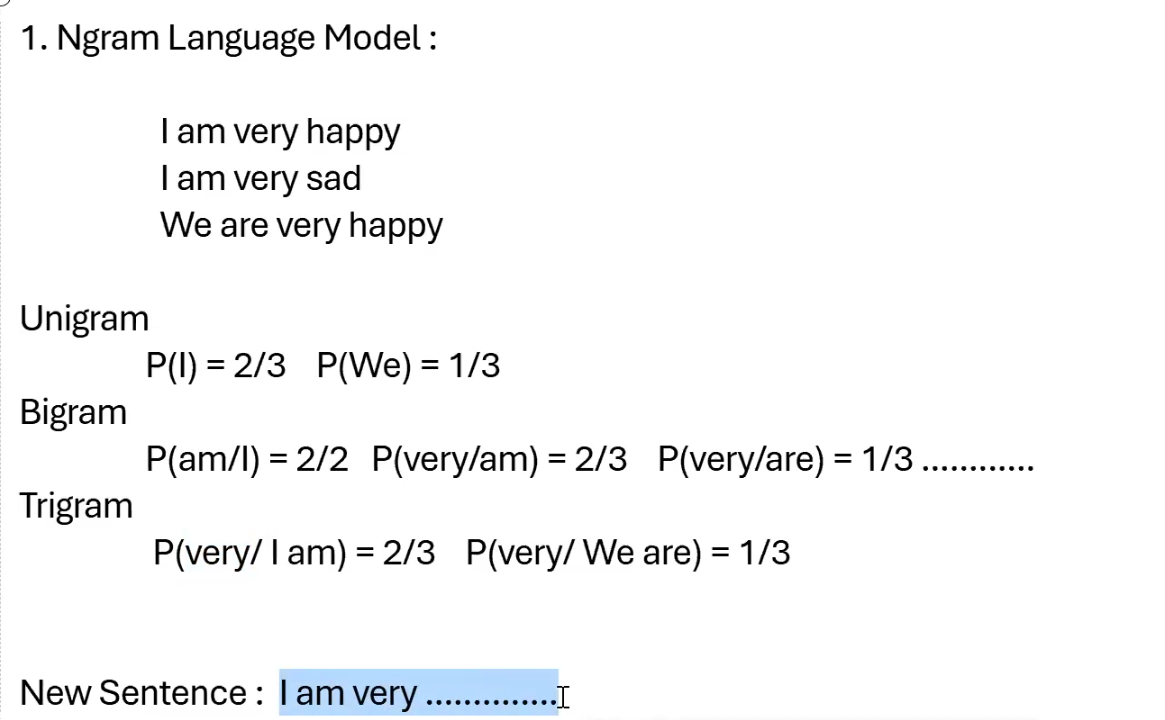 1. Ngram Language Model :
I am very happy
I am very sad
We are very happy
Unigram
P(I) = 2/3 P(We) = 1/3
Bigram
P(am/I) = 2/2 P(very/am) = 2/3 P(very/are) = 1/3 ............
Trigram
P(very/ I am) = 2/3 P(very/ We are) = 1/3
New Sentence : I am very ..............